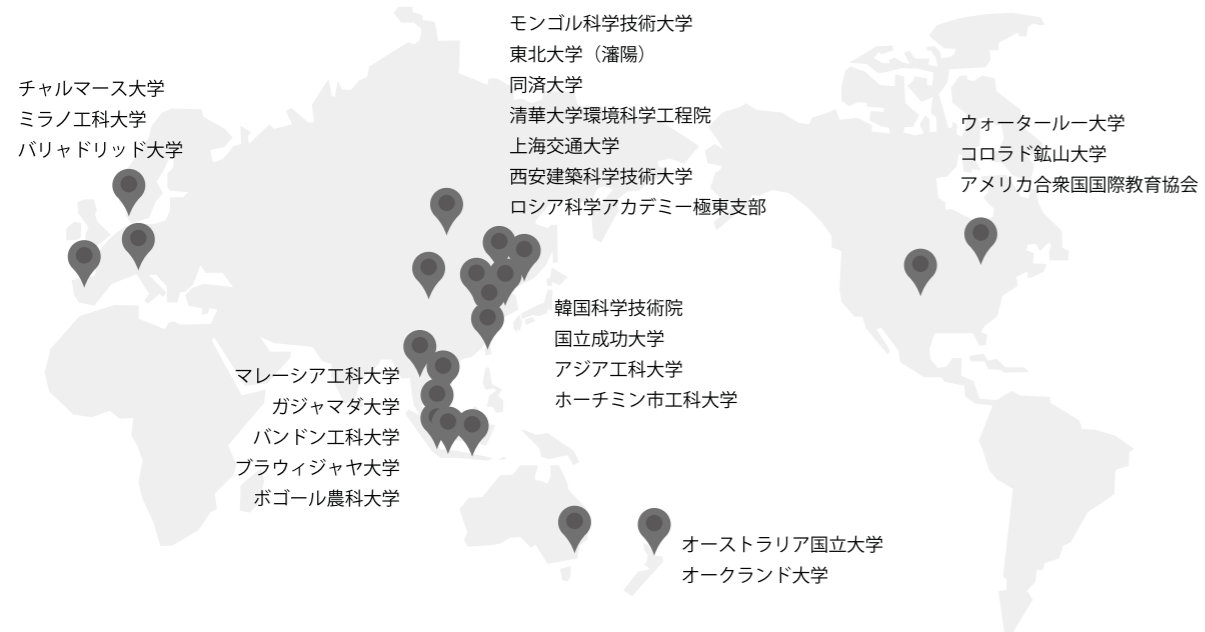 チャルマース大学
ミラノ工科大学
バリャドリッド大学
モンゴル科学技術大学
東北大学（瀋陽）
同済大学
清華大学環境科学工程院
上海交通大学
西安建築科学技術大学
ロシア科学アカデミー極東支部
ウォータールー大学
コロラド鉱山大学
アメリカ合衆国国際教育協会
韓国科学技術院
国立成功大学
アジア工科大学
ホーチミン市工科大学
マレーシア工科大学
ガジャマダ大学
バンドン工科大学
ブラウィジャヤ大学
ボゴール農科大学
オーストラリア国立大学
オークランド大学